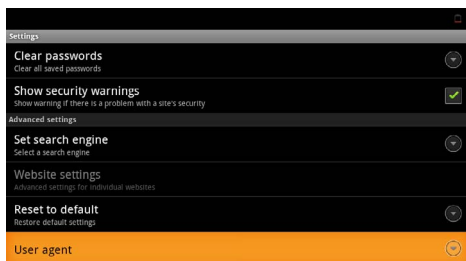 Settings
Clear passwords
Clear all saved passwords
Show security warnings
Show warning if there is a problem with a site's security
Advanced settings
Set search engine
Select a search engine
Website settings
Advanced settings for individual websites
Reset to default
Restore default settings
User agent